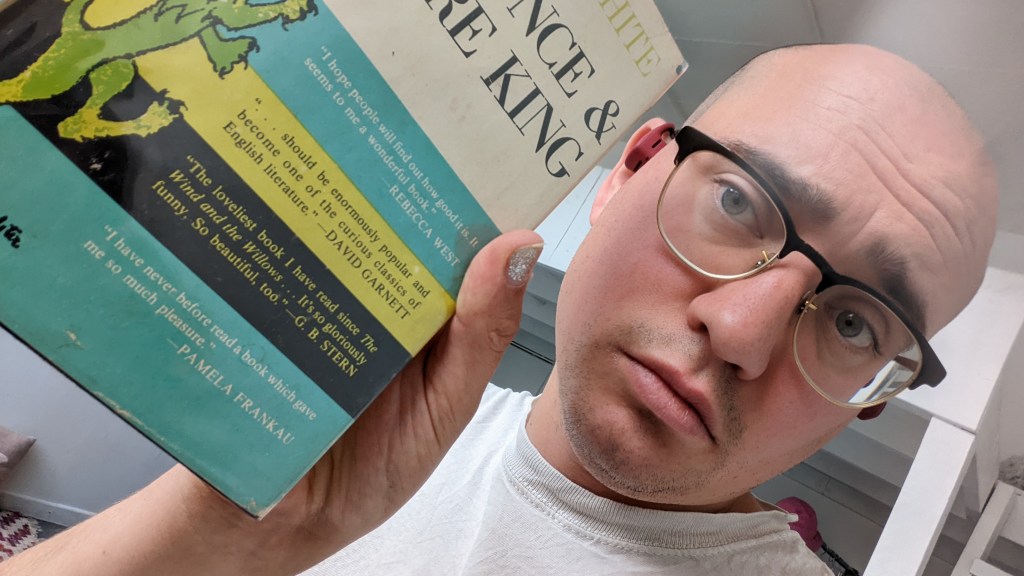 HITE
NCE &
RE KING
"I hope people will find out how good it is. It
seems to me a wonderful book."
—REBECCA WEST
". . . should be enormously popular, and
become one of the curious classics of
English literature."—DAVID GARNETT
"The loveliest book I have read since The
Wind and the Willows . . . It's so gloriously
funny. So beautiful, too."—G. B. STERN
"I have never before read a book which gave
me so much pleasure."
—PAMELA FRANKAU